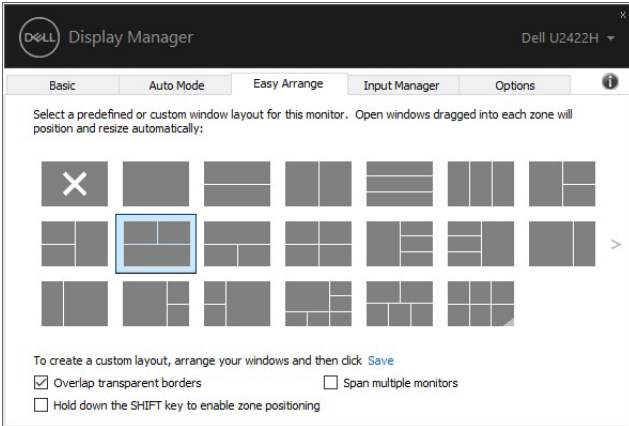 DELL Display Manager
Dell U2422H
x
Basic
Auto Mode
Easy Arrange
Input Manager
Options
i
Select a predefined or custom window layout for this monitor. Open windows dragged into each zone will
position and resize automatically:
>
To create a custom layout, arrange your windows and then click Save
Overlap transparent borders
Span multiple monitors
Hold down the SHIFT key to enable zone positioning